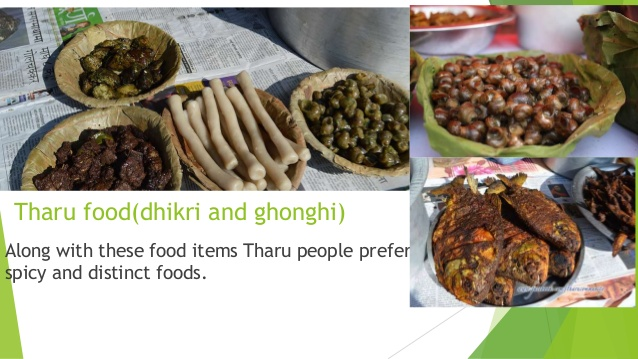 Tharu food(dhikri and ghonghi)
Along with these food items Tharu people prefer
spicy and distinct foods.